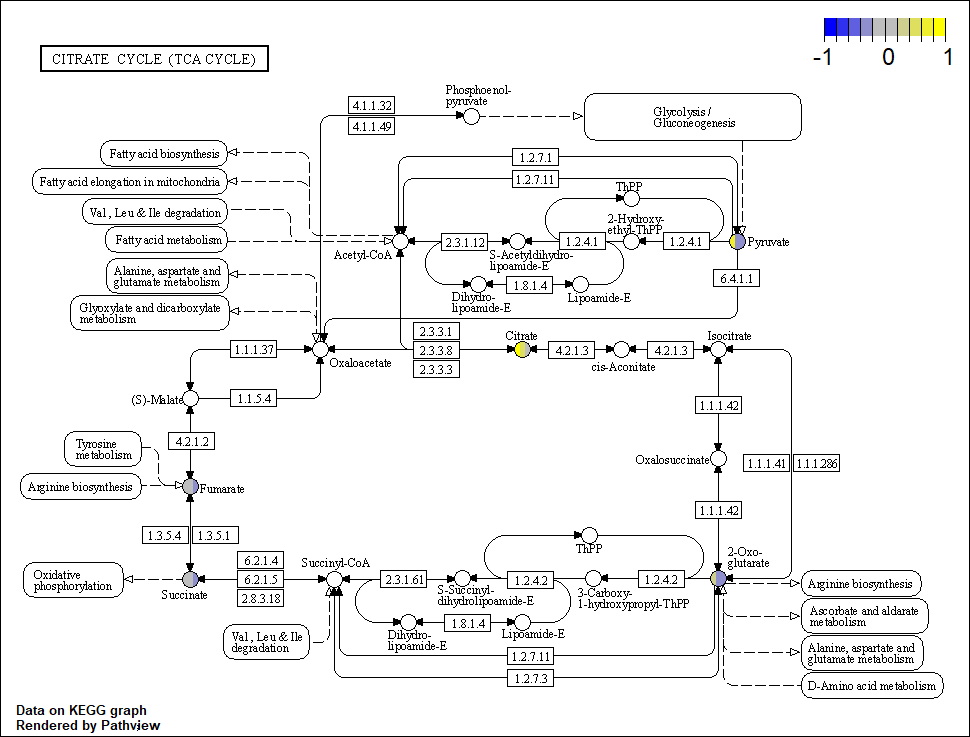 CITRATE CYCLE (TCA CYCLE)
-1 0 1
Phosphoenol-
pyruvate
4.1.1.32
4.1.1.49
Glycolysis /
Gluconeogenesis
Fatty acid biosynthesis
Fatty acid elongation in mitochondria
Val , Leu & Ile degradation
Fatty acid metabolism
Alanine, aspartate and
glutamate metabolism
Glyoxylate and dicarboxylate
metabolism
1.2.7.1
1.2.7.11
ThPP
2-Hydroxy-
ethyl-ThPP
Acetyl-CoA
2.3.1.12
1.2.4.1
1.2.4.1
Pyruvate
S-Acetyldihydro-
lipoamide-E
1.8.1.4
Dihydro-
lipoamide-E
Lipoamide-E
6.4.1.1
2.3.3.1
2.3.3.8
2.3.3.3
Citrate
Isocitrate
1.1.1.37
Oxaloacetate
4.2.1.3
4.2.1.3
cis-Aconitate
(S)-Malate
1.1.5.4
1.1.1.42
4.2.1.2
Tyrosine
metabolism
Arginine biosynthesis
Fumarate
Oxalosuccinate
1.1.1.41
1.1.1.286
1.1.1.42
1.3.5.4
1.3.5.1
ThPP
2-Oxo-
glutarate
Oxidative
phosphorylation
Succinate
6.2.1.4
6.2.1.5
2.8.3.18
Succinyl-CoA
2.3.1.61
S-Succinyl-
dihydrolipoamide-E
1.2.4.2
3-Carboxy-
1-hydroxypropyl-ThPP
1.2.4.2
Arginine biosynthesis
Ascorbate and aldarate
metabolism
Alanine, aspartate and
glutamate metabolism
D-Amino acid metabolism
Val , Leu & Ile
degradation
1.8.1.4
Dihydro-
lipoamide-E
Lipoamide-E
1.2.7.11
1.2.7.3
Data on KEGG graph
Rendered by Pathview